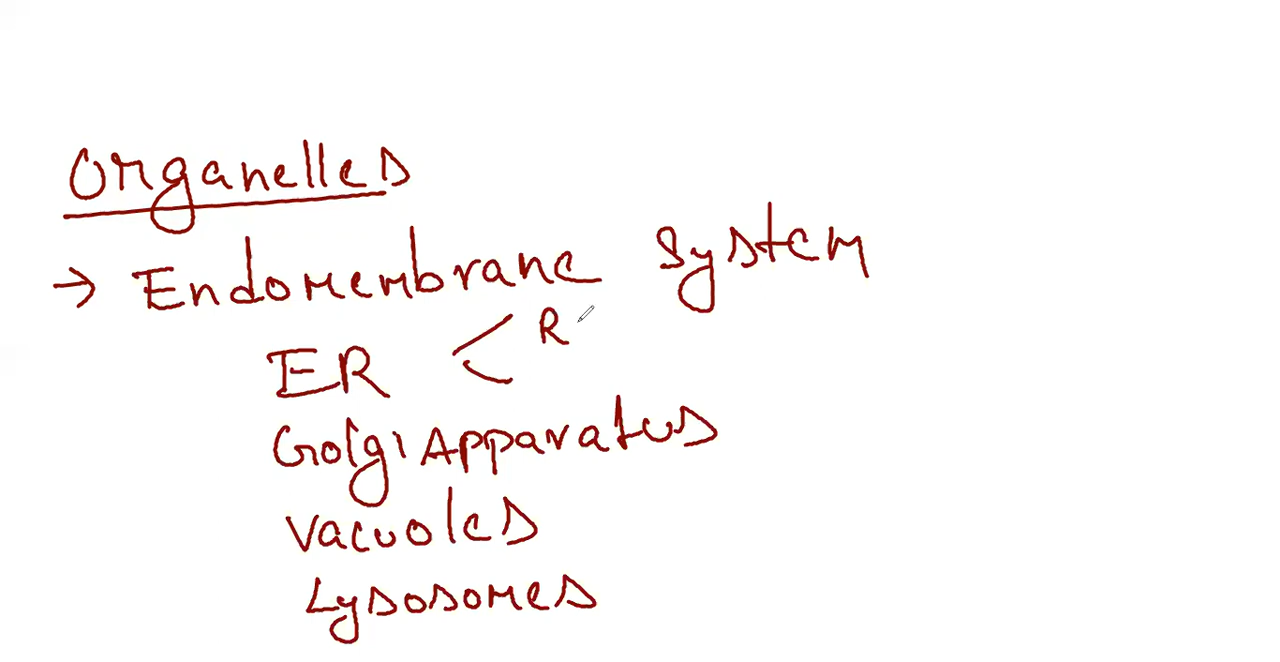 Organelles
→ Endomembrane System
ER < R
Golgi Apparatus
Vacuoles
Lysosomes